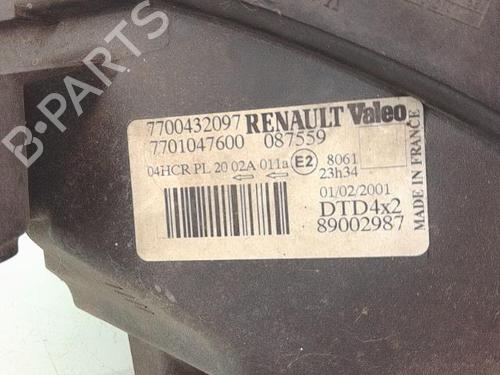 7700432097 RENAULT Valeo
7701047600 087559
04HCR PL 20 02A 011a E2 8061
23h34
01/02/2001
DTD4x2
89002987
MADE IN FRANCE
B-PARTS